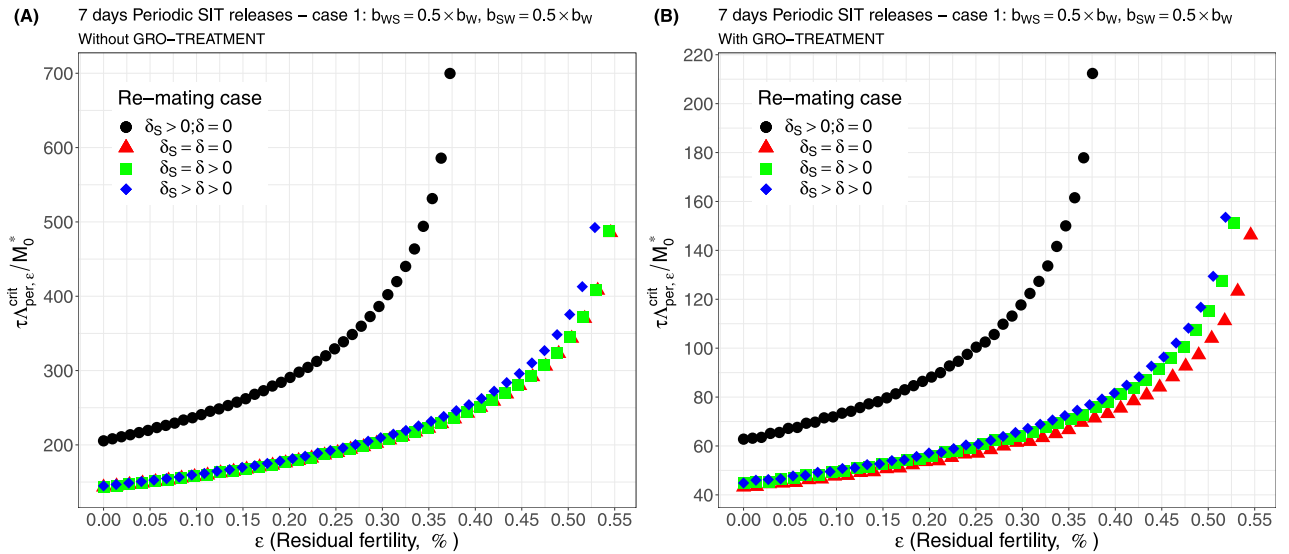 (A)
7 days Periodic SIT releases – case 1: b_WS = 0.5 × b_W, b_SW = 0.5 × b_W
Without GRO–TREATMENT
τΛ^crit_per, ε / M*_0
700
600
500
400
300
200
Re–mating case
δ_S > 0; δ = 0
δ_S = δ = 0
δ_S = δ > 0
δ_S > δ > 0
0.00 0.05 0.10 0.15 0.20 0.25 0.30 0.35 0.40 0.45 0.50 0.55
ε (Residual fertility, %)
(B)
7 days Periodic SIT releases – case 1: b_WS = 0.5 × b_W, b_SW = 0.5 × b_W
With GRO–TREATMENT
τΛ^crit_per, ε / M*_0
220
200
180
160
140
120
100
80
60
40
Re–mating case
δ_S > 0; δ = 0
δ_S = δ = 0
δ_S = δ > 0
δ_S > δ > 0
0.00 0.05 0.10 0.15 0.20 0.25 0.30 0.35 0.40 0.45 0.50 0.55
ε (Residual fertility, %)